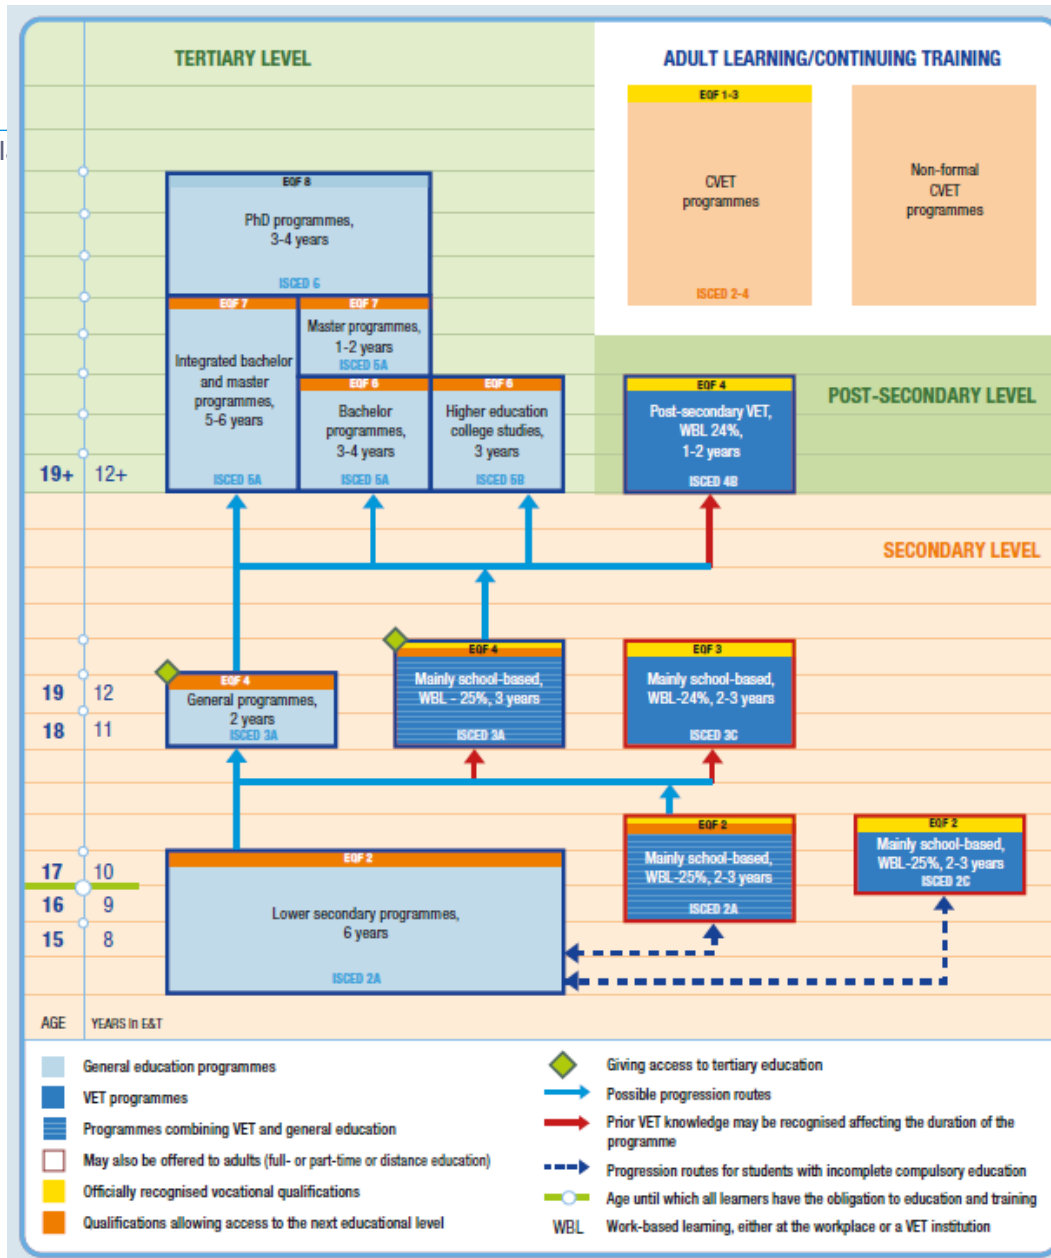 TERTIARY LEVEL
ADULT LEARNING/CONTINUING TRAINING
EQF 1-3
CVET
programmes
ISCED 2-4
Non-formal
CVET
programmes
EQF 8
PhD programmes,
3-4 years
ISCED 6
EQF 7
Integrated bachelor
and master
programmes,
5-6 years
ISCED 5A
EQF 7
Master programmes,
1-2 years
ISCED 5A
EQF 6
Bachelor
programmes,
3-4 years
ISCED 5A
EQF 6
Higher education
college studies,
3 years
ISCED 5B
POST-SECONDARY LEVEL
EQF 4
Post-secondary VET,
WBL 24%,
1-2 years
ISCED 4B
19+ 12+
SECONDARY LEVEL
EQF 4
General programmes,
2 years
ISCED 3A
EQF 4
Mainly school-based,
WBL - 25%, 3 years
ISCED 3A
EQF 3
Mainly school-based,
WBL-24%, 2-3 years
ISCED 3C
19 12
18 11
EQF 2
Lower secondary programmes,
6 years
ISCED 2A
EQF 2
Mainly school-based,
WBL-25%, 2-3 years
ISCED 2A
EQF 2
Mainly school-based,
WBL-25%, 2-3 years
ISCED 2C
17 10
16 9
15 8
AGE YEARS in E&T
General education programmes
VET programmes
Programmes combining VET and general education
May also be offered to adults (full- or part-time or distance education)
Officially recognised vocational qualifications
Qualifications allowing access to the next educational level
Giving access to tertiary education
Possible progression routes
Prior VET knowledge may be recognised affecting the duration of the
programme
Progression routes for students with incomplete compulsory education
Age until which all learners have the obligation to education and training
WBL Work-based learning, either at the workplace or a VET institution